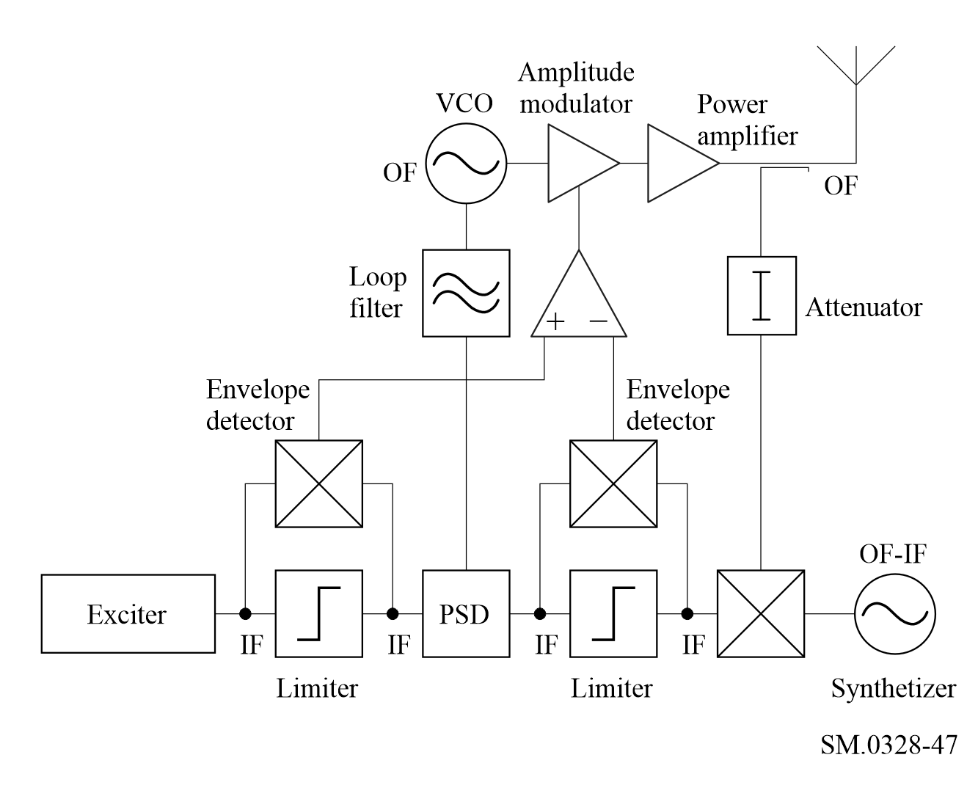 Amplitude
modulator
VCO
Power
amplifier
OF
OF
Loop
filter
+ −
Attenuator
Envelope
detector
Envelope
detector
OF-IF
Exciter
PSD
IF
IF
IF
IF
Limiter
Limiter
Synthetizer
SM.0328-47